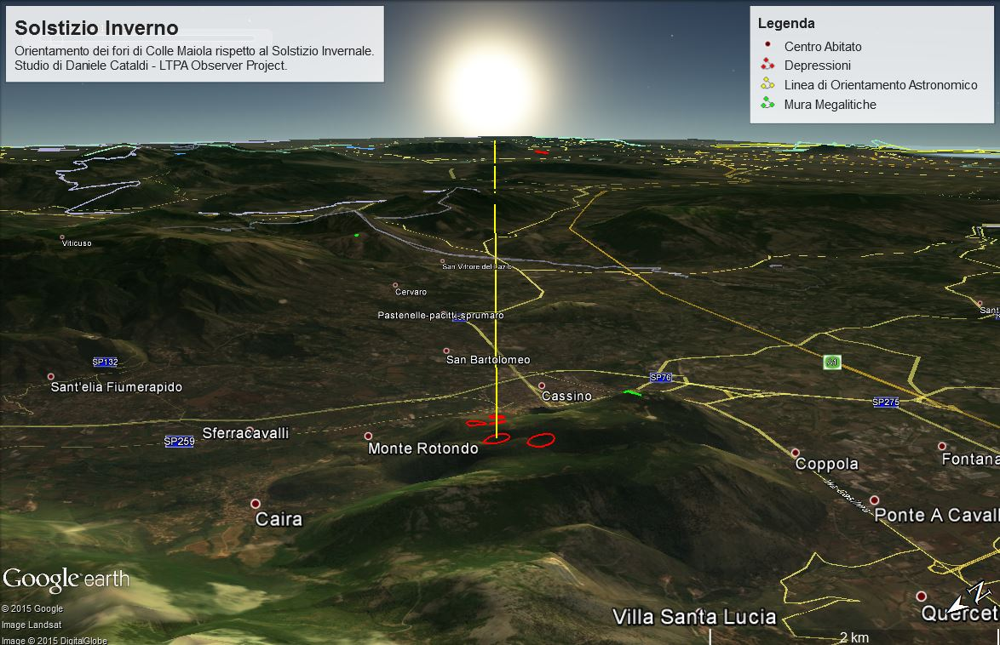 Solstizio Inverno
Orientamento dei fori di Colle Maiola rispetto al Solstizio Invernale.
Studio di Daniele Cataldi - LTPA Observer Project.
Legenda
Centro Abitato
Depressioni
Linea di Orientamento Astronomico
Mura Megalitiche
Viticuso
San Vittore del Lazio
Cervaro
Pastenelle-pacitti-sprumaro
Sant
SP132
San Bartolomeo
A1
Sant'elia Fiumerapido
SP76
Cassino
SP275
Sferracavalli
SP259
Monte Rotondo
Coppola
Fontana
Caira
Ponte A Cavall
Google earth
N
Villa Santa Lucia
Quercet
© 2015 Google
Image Landsat
Image © 2015 DigitalGlobe
2 km